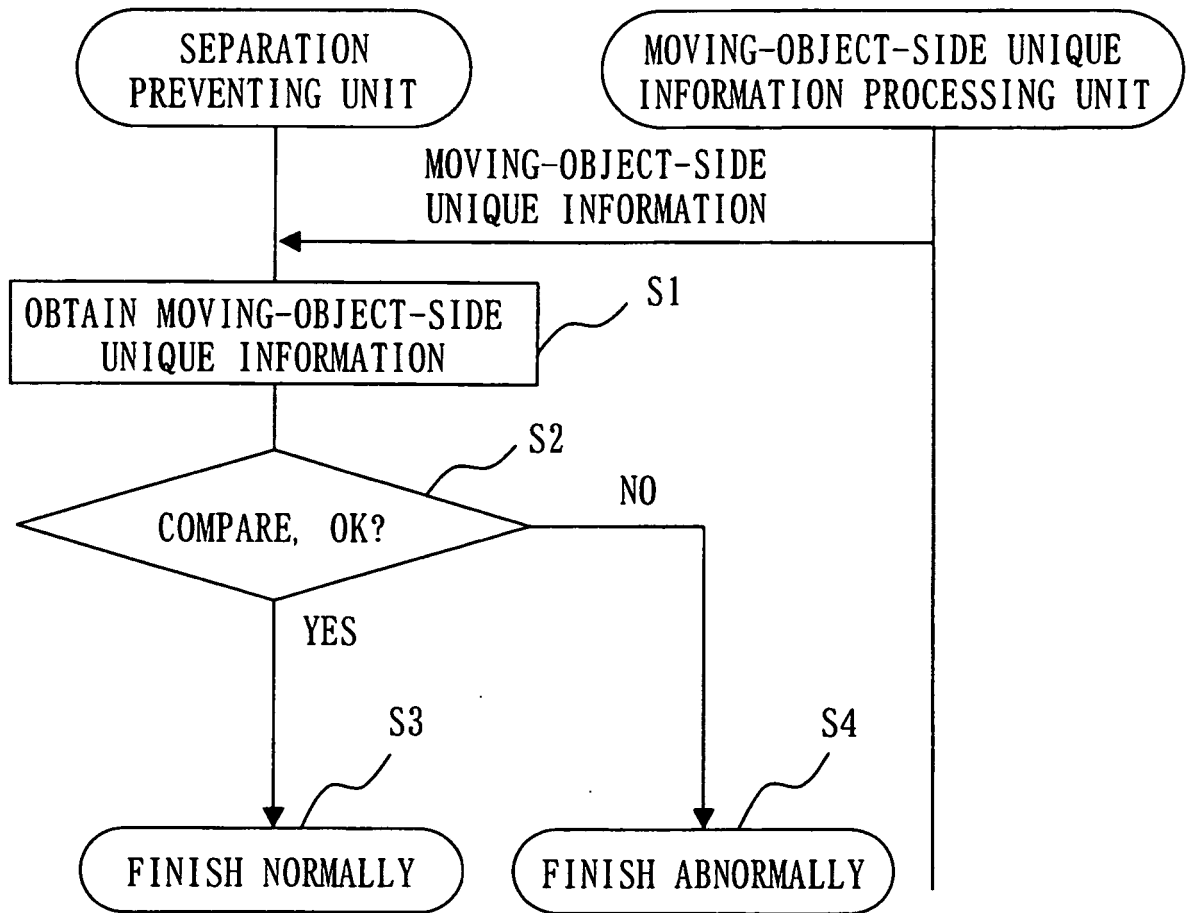 SEPARATION
PREVENTING UNIT
MOVING-OBJECT-SIDE UNIQUE
INFORMATION PROCESSING UNIT
MOVING-OBJECT-SIDE
UNIQUE INFORMATION
OBTAIN MOVING-OBJECT-SIDE
UNIQUE INFORMATION
S1
S2
COMPARE, OK?
NO
YES
S3
S4
FINISH NORMALLY
FINISH ABNORMALLY